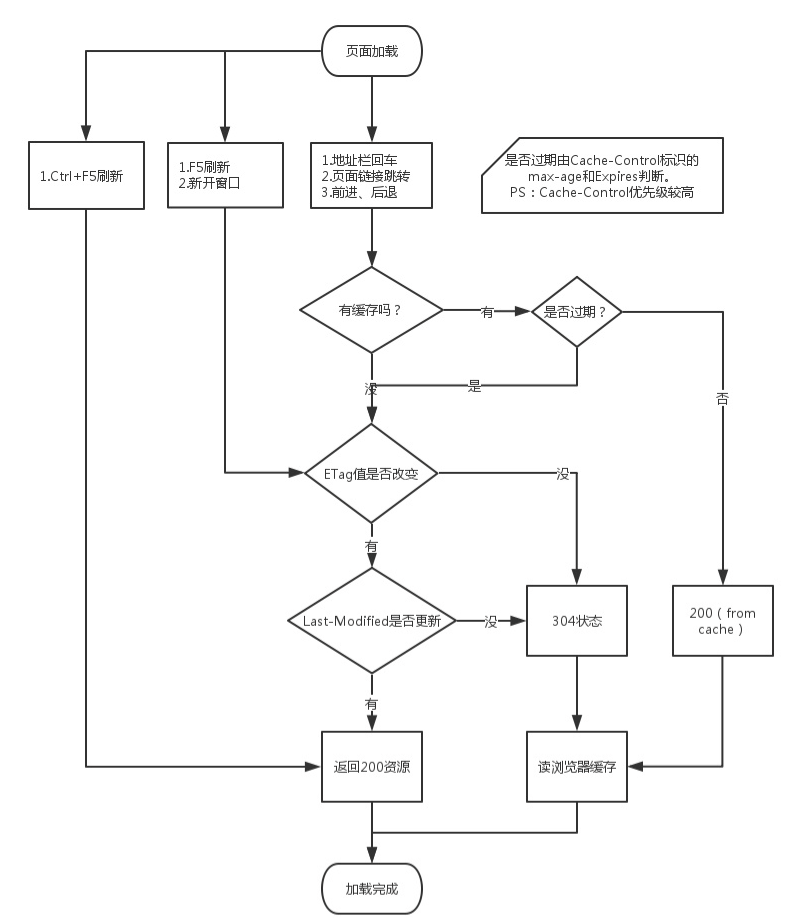 页面加载
1.Ctrl+F5刷新
1.F5刷新
2.新开窗口
1.地址栏回车
2.页面链接跳转
3.前进、后退
是否过期由Cache-Control标识的
max-age和Expires判断。
PS：Cache-Control优先级较高
有缓存吗？
有
是否过期？
没
是
否
ETag值是否改变
没
有
Last-Modified是否更新
没
304状态
200（from
cache）
有
返回200资源
读浏览器缓存
加载完成